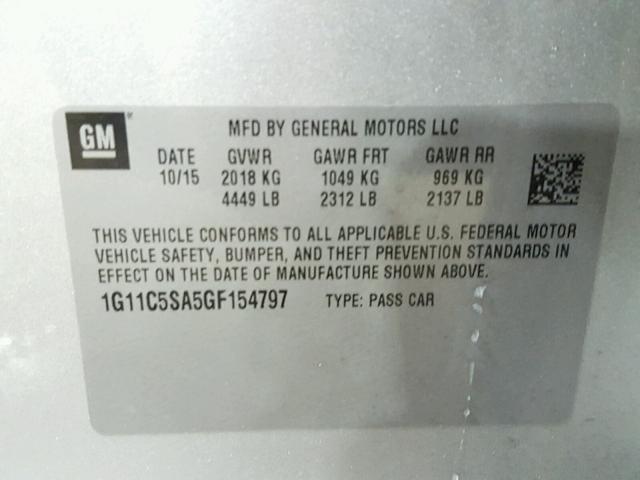 GM
MFD BY GENERAL MOTORS LLC
DATE GVWR GAWR FRT GAWR RR
10/15 2018 KG 1049 KG 969 KG
4449 LB 2312 LB 2137 LB
THIS VEHICLE CONFORMS TO ALL APPLICABLE U.S. FEDERAL MOTOR
VEHICLE SAFETY, BUMPER, AND THEFT PREVENTION STANDARDS IN
EFFECT ON THE DATE OF MANUFACTURE SHOWN ABOVE.
1G11C5SA5GF154797 TYPE: PASS CAR